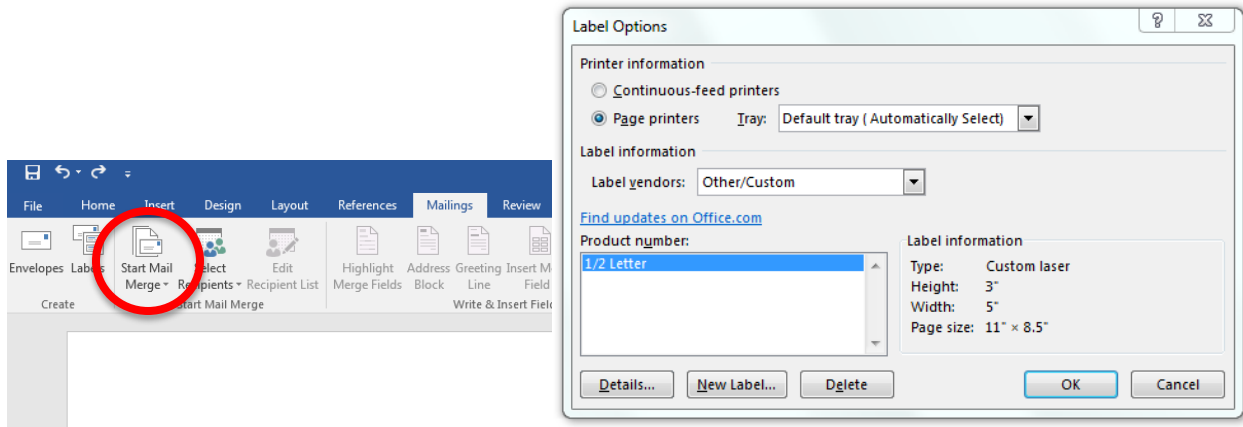 File Home Insert Design Layout References Mailings Review
Envelopes Labels Start Mail Merge Select Recipients Edit Recipient List Highlight Merge Fields Address Block Greeting Line Insert M Field
Create Start Mail Merge Write & Insert Field
Label Options
Printer information
Continuous-feed printers
Page printers Tray: Default tray ( Automatically Select)
Label information
Label vendors: Other/Custom
Find updates on Office.com
Product number:
1/2 Letter
Label information
Type: Custom laser
Height: 3"
Width: 5"
Page size: 11" × 8.5"
Details... New Label... Delete OK Cancel